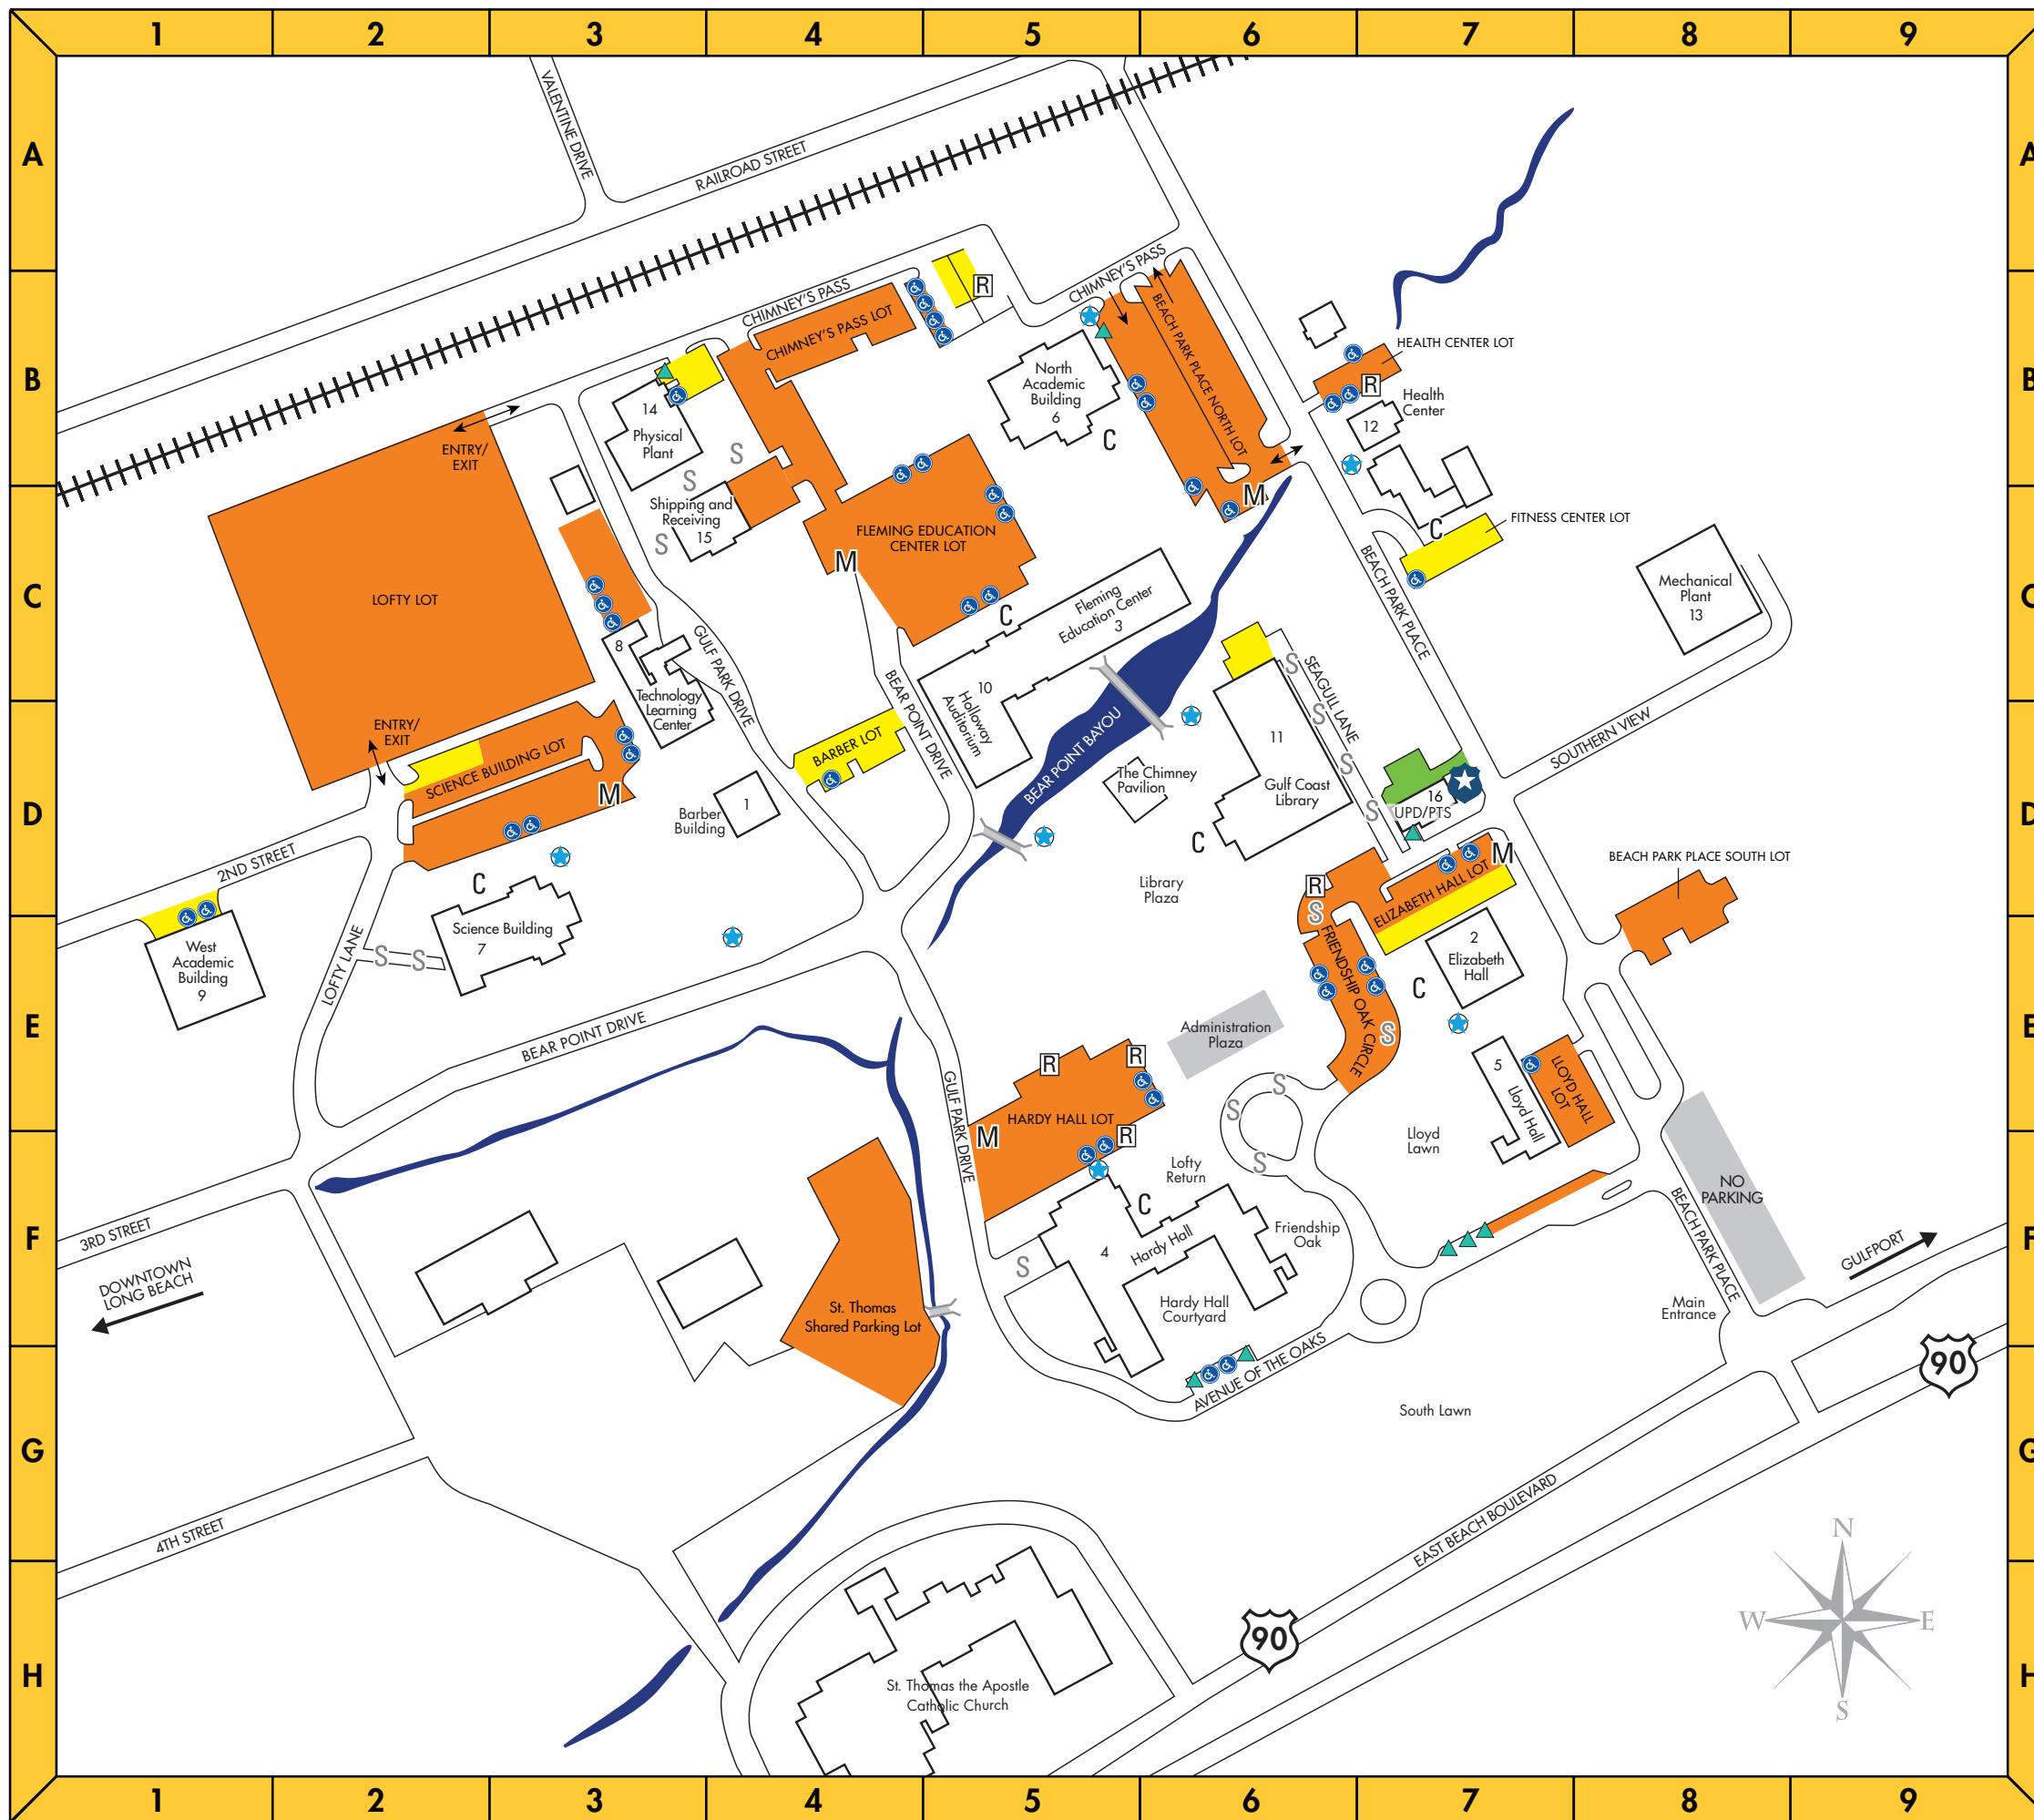 1 2 3 4 5 6 7 8 9
A
A
VALENTINE DRIVE
RAILROAD STREET
CHIMNEY'S PASS
CHIMNEY'S PASS
CHIMNEY'S PASS LOT
R
BEACH PARK PLACE NORTH LOT
HEALTH CENTER LOT
R
B
B
North
Academic
Building
6
Health
Center
12
14
Physical
Plant
ENTRY/
EXIT
C
S
S
M
Shipping and
Receiving
15
S
FLEMING EDUCATION
CENTER LOT
M
C
FITNESS CENTER LOT
C
C
LOFTY LOT
BEACH PARK PLACE
Mechanical
Plant
13
C
Fleming
Education Center
3
8
GULF PARK DRIVE
Technology
Learning
Center
BEAR POINT DRIVE
10
Holloway
Auditorium
S
SEAGULL LANE
S
S
S
ENTRY/
EXIT
SCIENCE BUILDING LOT
M
BARBER LOT
BEAR POINT BAYOU
The Chimney
Pavilion
11
Gulf Coast
Library
SOUTHERN VIEW
16
UPD/PTS
D
D
1
Barber
Building
C
2ND STREET
C
M
BEACH PARK PLACE SOUTH LOT
Library
Plaza
R
S
ELIZABETH HALL LOT
West
Academic
Building
9
LOFTY LANE
S
S
Science Building
7
FRIENDSHIP OAK CIRCLE
S
2
Elizabeth
Hall
C
E
E
BEAR POINT DRIVE
Administration
Plaza
R
R
R
HARDY HALL LOT
M
GULF PARK DRIVE
S
S
S
5
Lloyd Hall
LLOYD HALL
LOT
Lloyd
Lawn
Lofty
Return
C
NO
PARKING
BEACH PARK PLACE
F
F
3RD STREET
DOWNTOWN
LONG BEACH
4
Hardy Hall
S
Friendship
Oak
GULFPORT
St. Thomas
Shared Parking Lot
Hardy Hall
Courtyard
Main
Entrance
AVENUE OF THE OAKS
90
South Lawn
G
G
4TH STREET
EAST BEACH BOULEVARD
N
W
E
S
90
H
H
St. Thomas the Apostle
Catholic Church
1 2 3 4 5 6 7 8 9